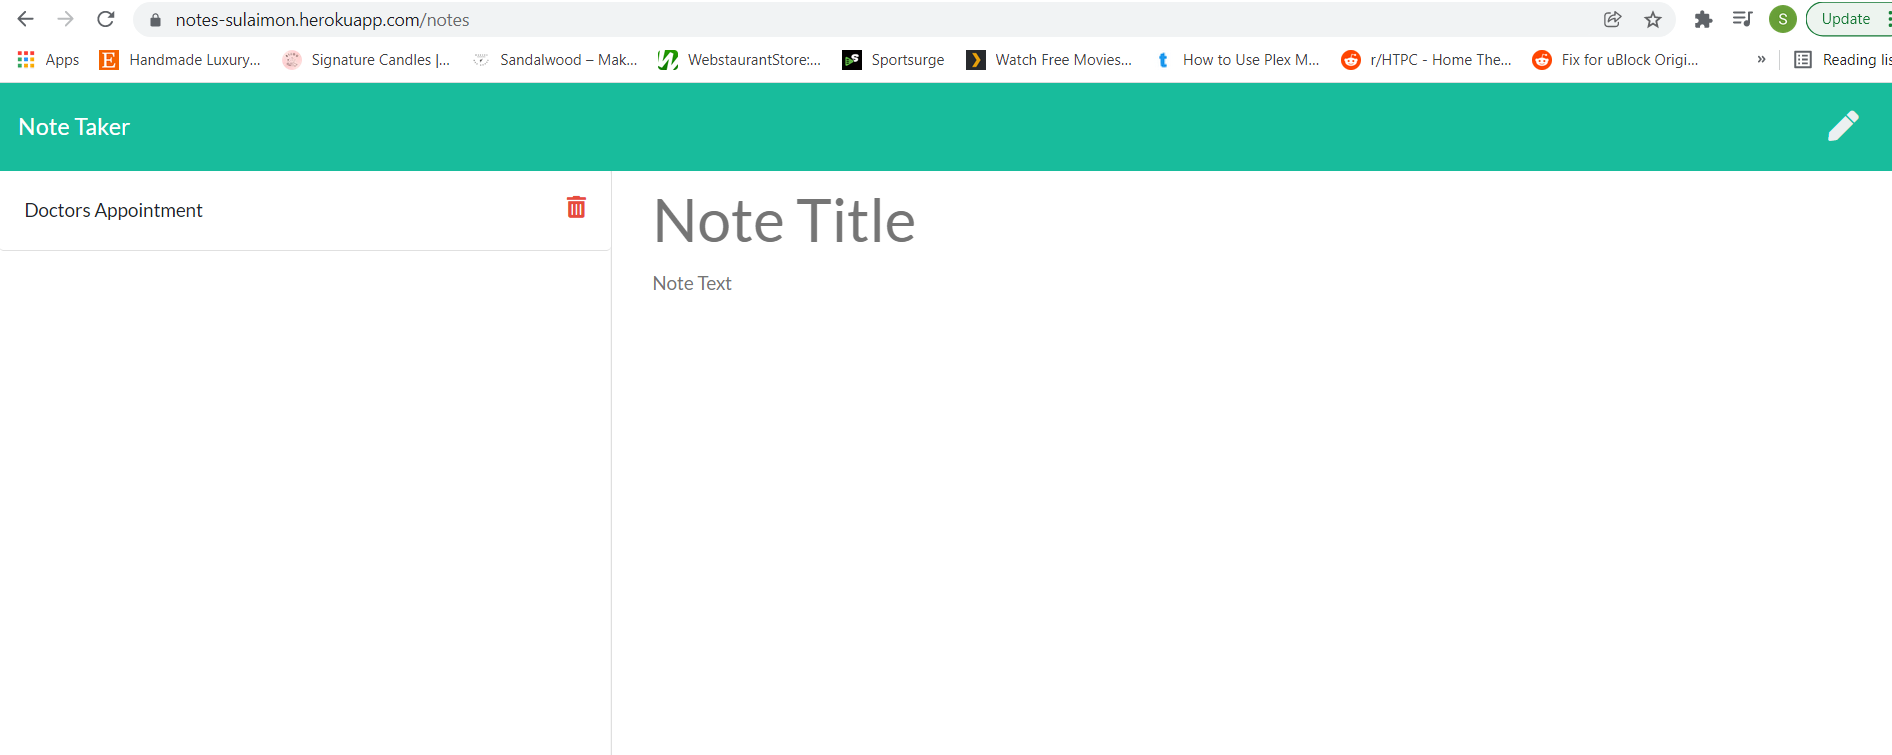 notes-sulaimon.herokuapp.com/notes
S
Update
Apps
Handmade Luxury...
Signature Candles |...
Sandalwood – Mak...
WebstaurantStore:...
Sportsurge
Watch Free Movies...
How to Use Plex M...
r/HTPC - Home The...
Fix for uBlock Origi...
»
Reading lis
Note Taker
Doctors Appointment
Note Title
Note Text